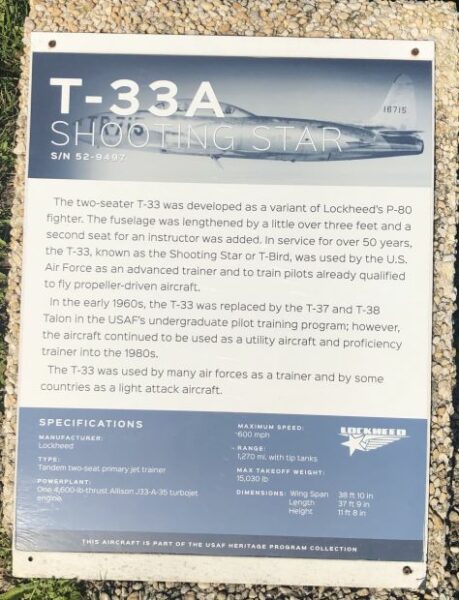 T-33A
SHOOTING STAR
S/N 52-9497
TR-715
16715
The two-seater T-33 was developed as a variant of Lockheed's P-80
fighter. The fuselage was lengthened by a little over three feet and a
second seat for an instructor was added. In service for over 50 years,
the T-33, known as the Shooting Star or T-Bird, was used by the U.S.
Air Force as an advanced trainer and to train pilots already qualified
to fly propeller-driven aircraft.
In the early 1960s, the T-33 was replaced by the T-37 and T-38
Talon in the USAF's undergraduate pilot training program; however,
the aircraft continued to be used as a utility aircraft and proficiency
trainer into the 1980s.
The T-33 was used by many air forces as a trainer and by some
countries as a light attack aircraft.
SPECIFICATIONS
MANUFACTURER:
Lockheed
TYPE:
Tandem two-seat primary jet trainer
POWERPLANT:
One 4,600-lb-thrust Allison J33-A-35 turbojet
engine
MAXIMUM SPEED:
600 mph
RANGE:
1,270 mi. with tip tanks
MAX TAKEOFF WEIGHT:
15,030 lb
DIMENSIONS: Wing Span 38 ft 10 in
Length 37 ft 9 in
Height 11 ft 8 in
LOCKHEED
THIS AIRCRAFT IS PART OF THE USAF HERITAGE PROGRAM COLLECTION